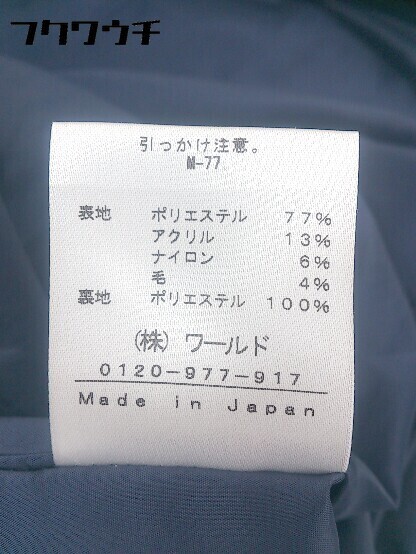 フクワウチ
引っかけ注意。
M-77
表地 ポリエステル 77%
アクリル 13%
ナイロン 6%
毛 4%
裏地 ポリエステル 100%
(株) ワールド
0120-977-917
Made in Japan